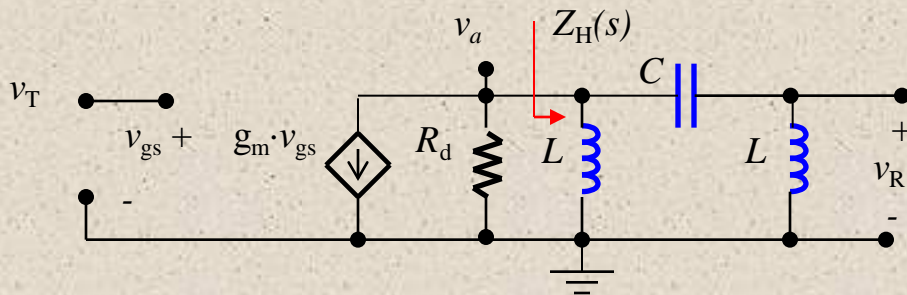 v_a Z_H(s)
v_T C
v_gs + g_m·v_gs R_d L L +
v_R
- -